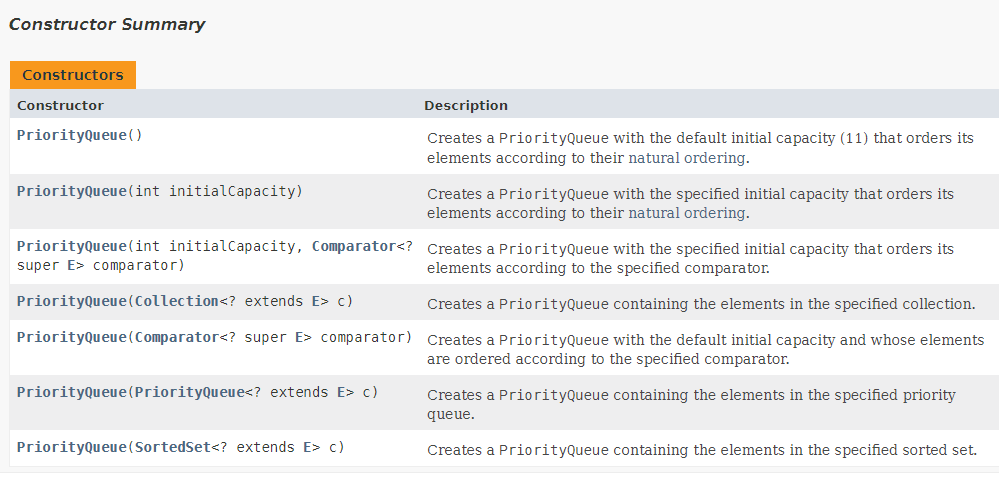 Constructor Summary
Constructors
Constructor Description
PriorityQueue() Creates a PriorityQueue with the default initial capacity (11) that orders its
elements according to their natural ordering.
PriorityQueue(int initialCapacity) Creates a PriorityQueue with the specified initial capacity that orders its
elements according to their natural ordering.
PriorityQueue(int initialCapacity, Comparator<? Creates a PriorityQueue with the specified initial capacity that orders its
super E> comparator) elements according to the specified comparator.
PriorityQueue(Collection<? extends E> c) Creates a PriorityQueue containing the elements in the specified collection.
PriorityQueue(Comparator<? super E> comparator) Creates a PriorityQueue with the default initial capacity and whose elements
are ordered according to the specified comparator.
PriorityQueue(PriorityQueue<? extends E> c) Creates a PriorityQueue containing the elements in the specified priority
queue.
PriorityQueue(SortedSet<? extends E> c) Creates a PriorityQueue containing the elements in the specified sorted set.